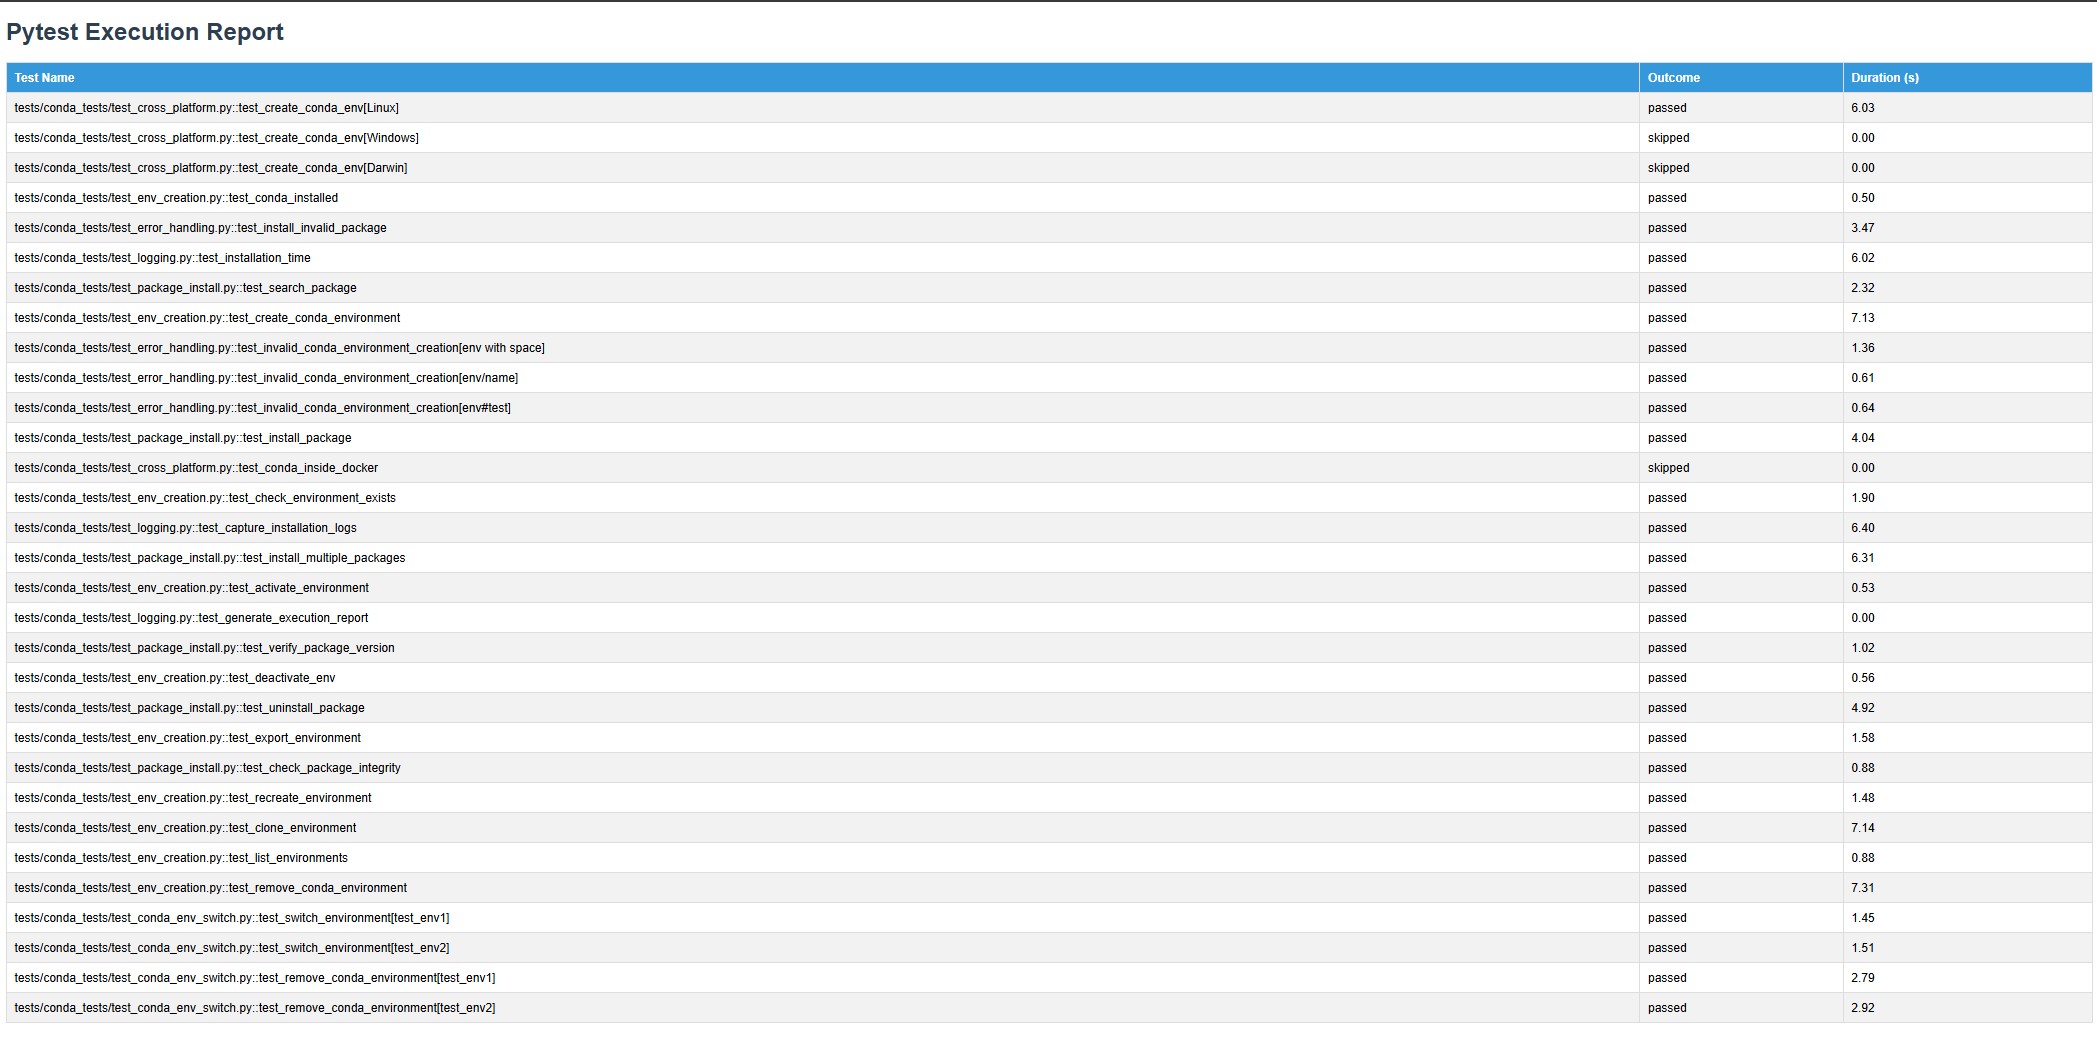 Pytest Execution Report
Test Name Outcome Duration (s)
tests/conda_tests/test_cross_platform.py::test_create_conda_env[Linux] passed 6.03
tests/conda_tests/test_cross_platform.py::test_create_conda_env[Windows] skipped 0.00
tests/conda_tests/test_cross_platform.py::test_create_conda_env[Darwin] skipped 0.00
tests/conda_tests/test_env_creation.py::test_conda_installed passed 0.50
tests/conda_tests/test_error_handling.py::test_install_invalid_package passed 3.47
tests/conda_tests/test_logging.py::test_installation_time passed 6.02
tests/conda_tests/test_package_install.py::test_search_package passed 2.32
tests/conda_tests/test_env_creation.py::test_create_conda_environment passed 7.13
tests/conda_tests/test_error_handling.py::test_invalid_conda_environment_creation[env with space] passed 1.36
tests/conda_tests/test_error_handling.py::test_invalid_conda_environment_creation[env/name] passed 0.61
tests/conda_tests/test_error_handling.py::test_invalid_conda_environment_creation[env#test] passed 0.64
tests/conda_tests/test_package_install.py::test_install_package passed 4.04
tests/conda_tests/test_cross_platform.py::test_conda_inside_docker skipped 0.00
tests/conda_tests/test_env_creation.py::test_check_environment_exists passed 1.90
tests/conda_tests/test_logging.py::test_capture_installation_logs passed 6.40
tests/conda_tests/test_package_install.py::test_install_multiple_packages passed 6.31
tests/conda_tests/test_env_creation.py::test_activate_environment passed 0.53
tests/conda_tests/test_logging.py::test_generate_execution_report passed 0.00
tests/conda_tests/test_package_install.py::test_verify_package_version passed 1.02
tests/conda_tests/test_env_creation.py::test_deactivate_env passed 0.56
tests/conda_tests/test_package_install.py::test_uninstall_package passed 4.92
tests/conda_tests/test_env_creation.py::test_export_environment passed 1.58
tests/conda_tests/test_package_install.py::test_check_package_integrity passed 0.88
tests/conda_tests/test_env_creation.py::test_recreate_environment passed 1.48
tests/conda_tests/test_env_creation.py::test_clone_environment passed 7.14
tests/conda_tests/test_env_creation.py::test_list_environments passed 0.88
tests/conda_tests/test_env_creation.py::test_remove_conda_environment passed 7.31
tests/conda_tests/test_conda_env_switch.py::test_switch_environment[test_env1] passed 1.45
tests/conda_tests/test_conda_env_switch.py::test_switch_environment[test_env2] passed 1.51
tests/conda_tests/test_conda_env_switch.py::test_remove_conda_environment[test_env1] passed 2.79
tests/conda_tests/test_conda_env_switch.py::test_remove_conda_environment[test_env2] passed 2.92